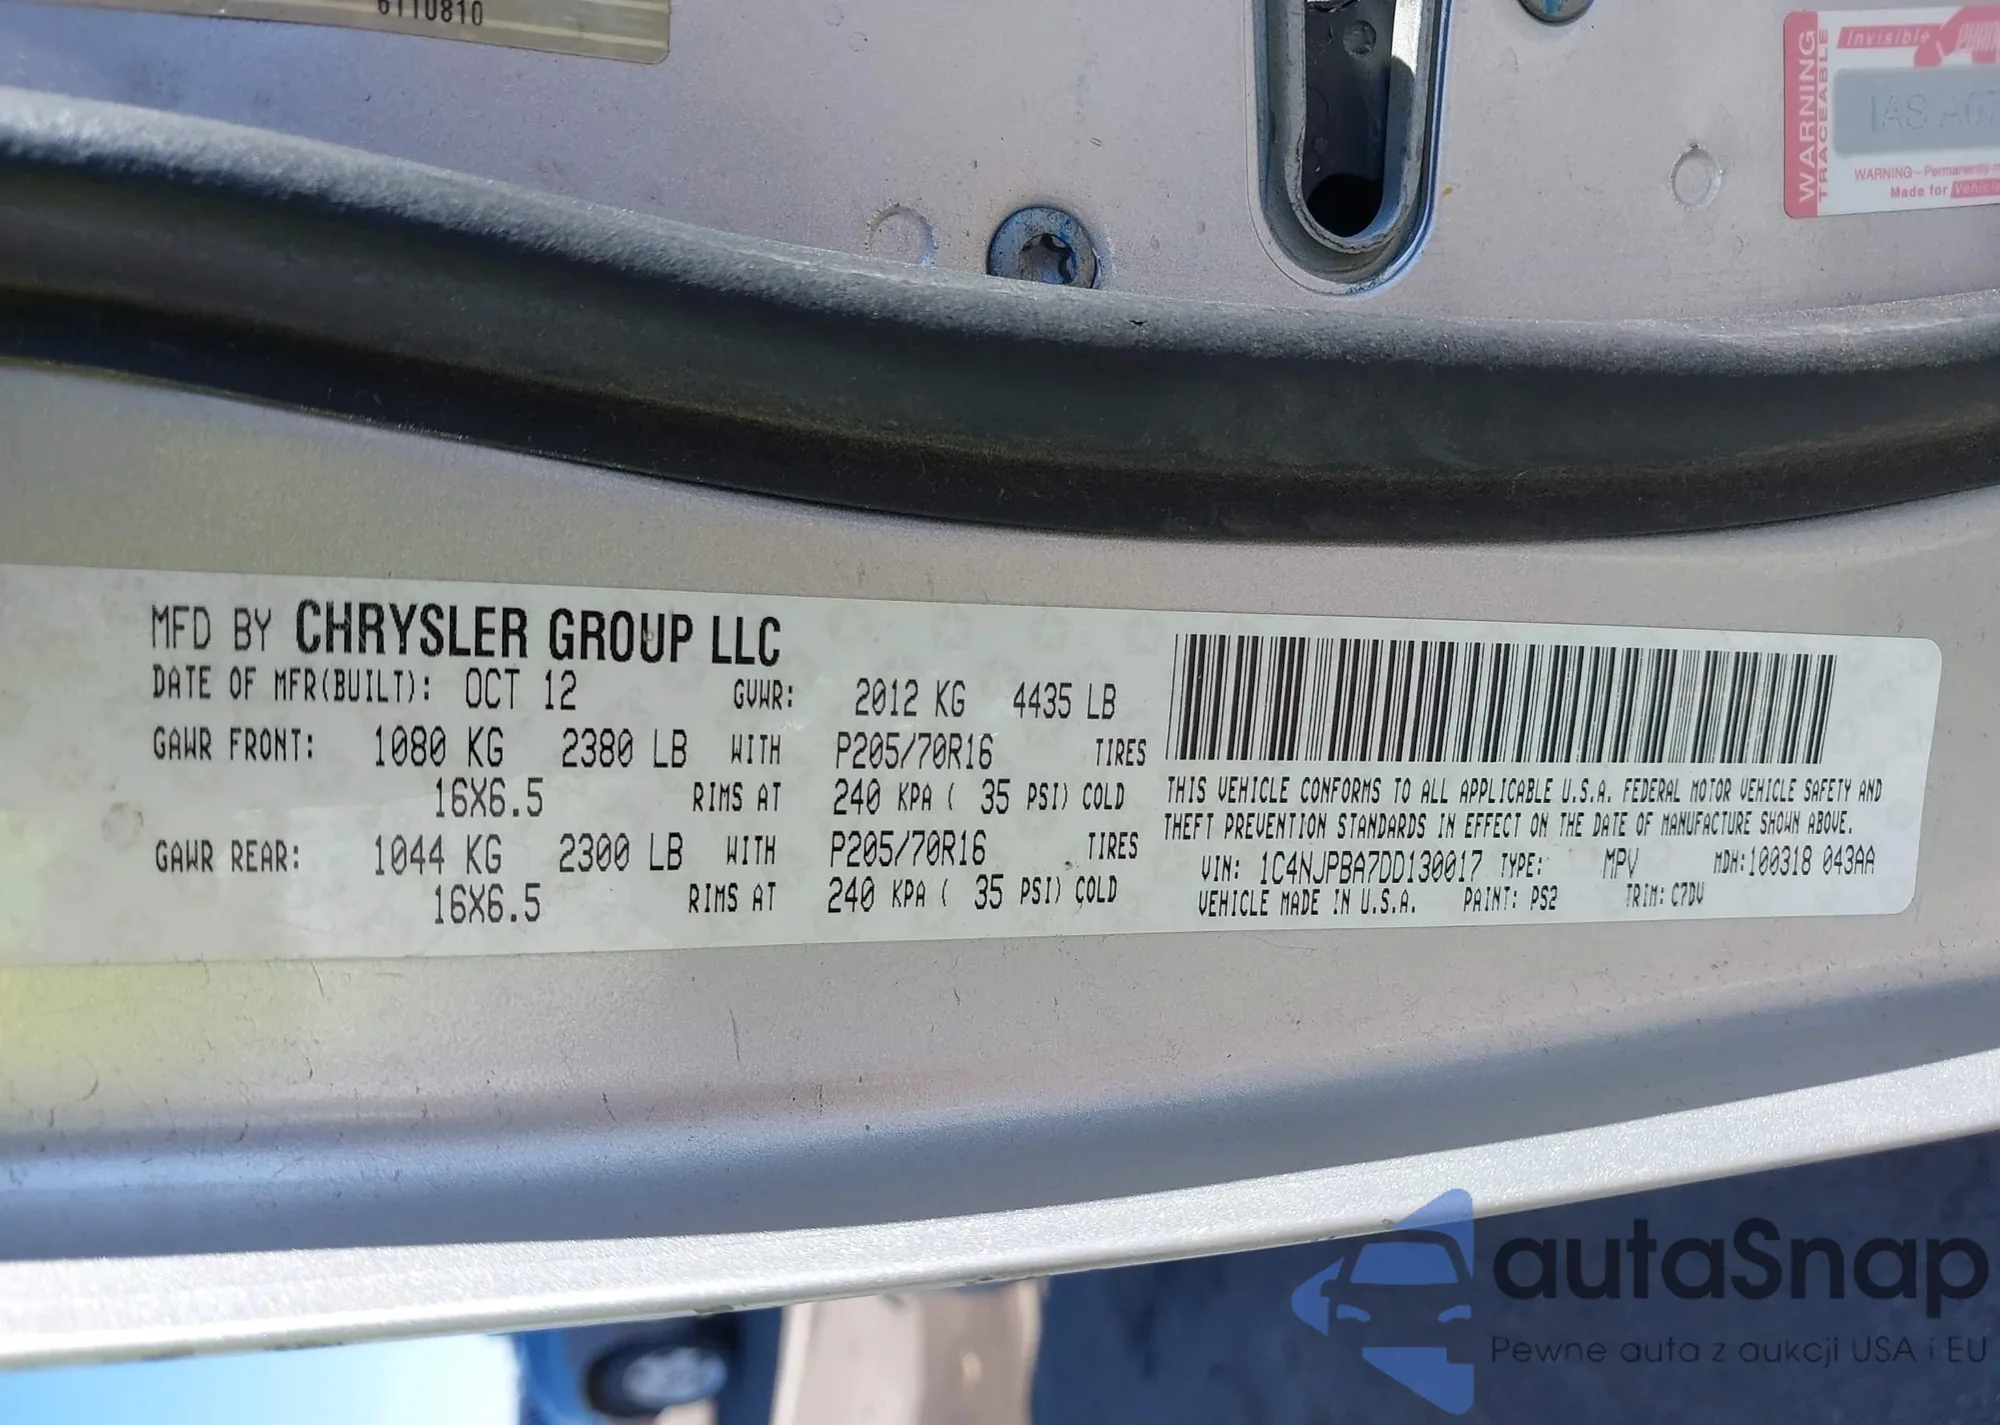 6110810
Invisible
WARNING
TRACEABLE
IAS A07
WARNING – Permanently
Made for Vehicle
MFD BY CHRYSLER GROUP LLC
DATE OF MFR(BUILT): OCT 12 GVWR: 2012 KG 4435 LB
GAWR FRONT: 1080 KG 2380 LB WITH P205/70R16 TIRES
16X6.5 RIMS AT 240 KPA ( 35 PSI) COLD
GAWR REAR: 1044 KG 2300 LB WITH P205/70R16 TIRES
16X6.5 RIMS AT 240 KPA ( 35 PSI) COLD
THIS VEHICLE CONFORMS TO ALL APPLICABLE U.S.A. FEDERAL MOTOR VEHICLE SAFETY AND
THEFT PREVENTION STANDARDS IN EFFECT ON THE DATE OF MANUFACTURE SHOWN ABOVE.
VIN: 1C4NJPBA7DD130017 TYPE: MPV MDH:100318 043AA
VEHICLE MADE IN U.S.A. PAINT: PS2 TRIM: C7DV
autoSnap
Pewne auta z aukcji USA i EU